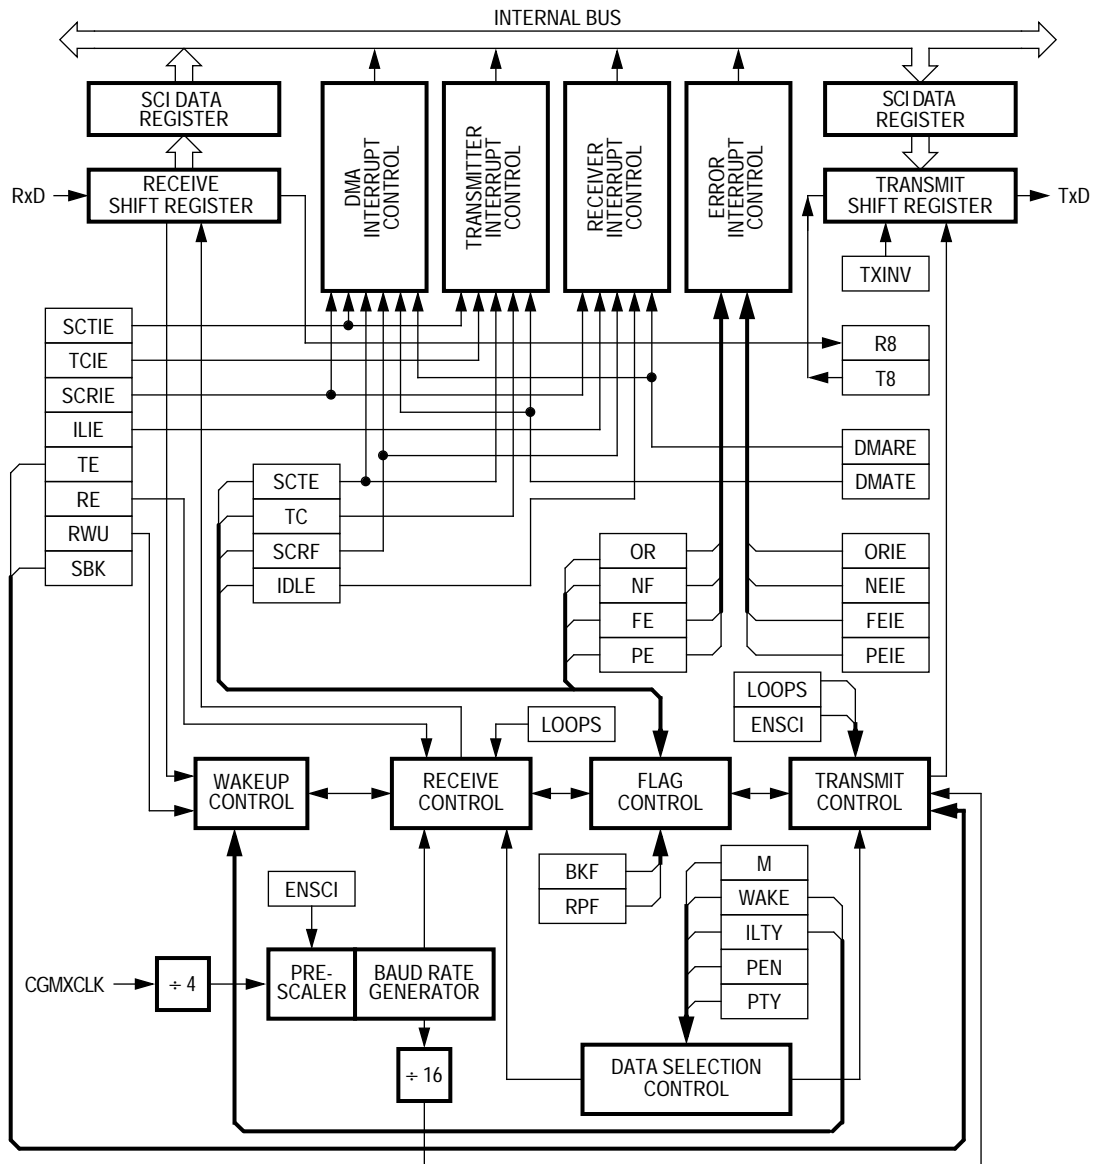 INTERNAL BUS
SCI DATA
REGISTER
SCI DATA
REGISTER
DMA
INTERRUPT
CONTROL
TRANSMITTER
INTERRUPT
CONTROL
RECEIVER
INTERRUPT
CONTROL
ERROR
INTERRUPT
CONTROL
RxD
RECEIVE
SHIFT REGISTER
TRANSMIT
SHIFT REGISTER
TxD
TXINV
SCTIE
TCIE
SCRIE
ILIE
TE
RE
RWU
SBK
R8
T8
DMARE
DMATE
SCTE
TC
SCRF
IDLE
OR
NF
FE
PE
ORIE
NEIE
FEIE
PEIE
LOOPS
LOOPS
ENSCI
WAKEUP
CONTROL
RECEIVE
CONTROL
FLAG
CONTROL
TRANSMIT
CONTROL
BKF
RPF
M
WAKE
ILTY
PEN
PTY
ENSCI
CGMXCLK
÷ 4
PRE-
SCALER
BAUD RATE
GENERATOR
÷ 16
DATA SELECTION
CONTROL